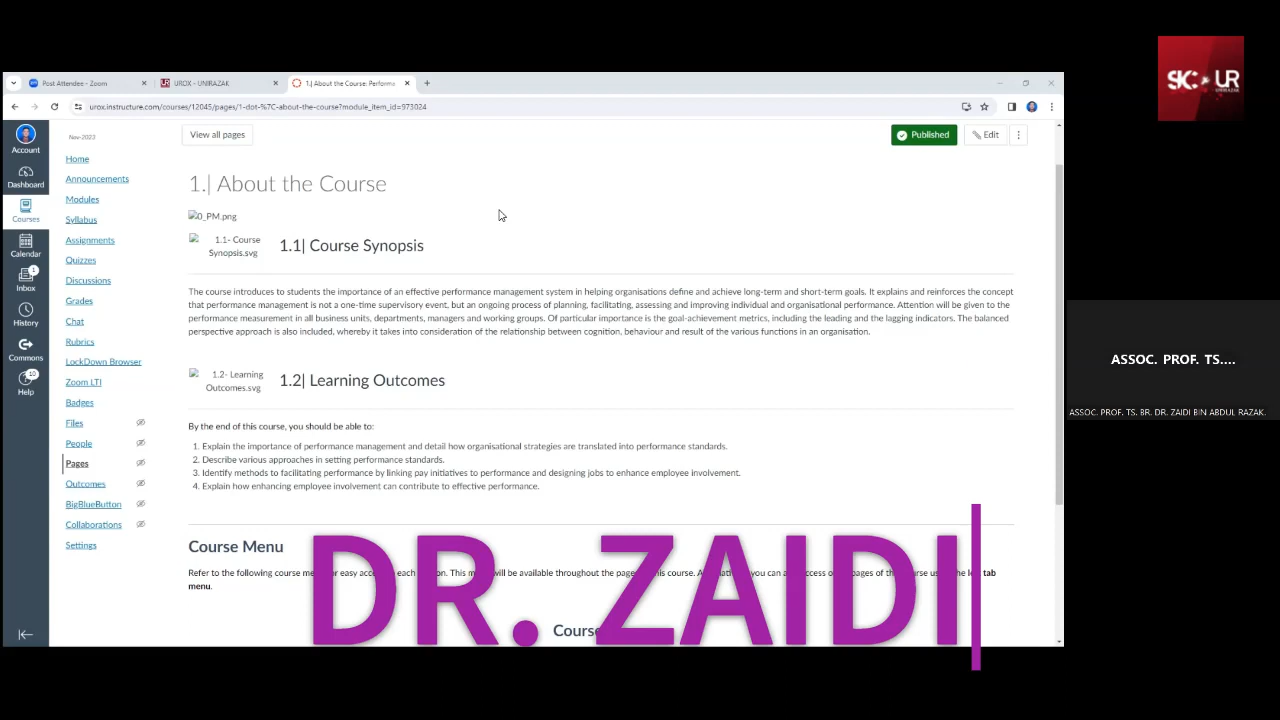 SKOUR
UNIRAZAK
Post Attendee - Zoom
UROX - UNIRAZAK
1.| About the Course: Performa
urox.instructure.com/courses/12045/pages/1-dot-%7C-about-the-course?module_item_id=973024
Account
Dashboard
Courses
Calendar
1
Inbox
History
Commons
10
Help
Nov-2022
Home
Announcements
Modules
Syllabus
Assignments
Quizzes
Discussions
Grades
Chat
Rubrics
LockDown Browser
Zoom LTI
Badges
Files
People
Pages
Outcomes
BigBlueButton
Collaborations
Settings
View all pages
Published
Edit
1.| About the Course
0_PM.png
1.1- Course
Synopsis.svg
1.1| Course Synopsis
The course introduces to students the importance of an effective performance management system in helping organisations define and achieve long-term and short-term goals. It explains and reinforces the concept
that performance management is not a one-time supervisory event, but an ongoing process of planning, facilitating, assessing and improving individual and organisational performance. Attention will be given to the
performance measurement in all business units, departments, managers and working groups. Of particular importance is the goal-achievement metrics, including the leading and the lagging indicators. The balanced
perspective approach is also included, whereby it takes into consideration of the relationship between cognition, behaviour and result of the various functions in an organisation.
1.2- Learning
Outcomes.svg
1.2| Learning Outcomes
By the end of this course, you should be able to:
1. Explain the importance of performance management and detail how organisational strategies are translated into performance standards.
2. Describe various approaches in setting performance standards.
3. Identify methods to facilitating performance by linking pay initiatives to performance and designing jobs to enhance employee involvement.
4. Explain how enhancing employee involvement can contribute to effective performance.
Course Menu
Refer to the following course me easy acce each on. This m will be available throughout the page his course. A you can a access o pages of urse us the le tab
menu.
Course
DR. ZAIDI
ASSOC. PROF. TS....
ASSOC. PROF. TS. BR. DR. ZAIDI BIN ABDUL RAZAK.